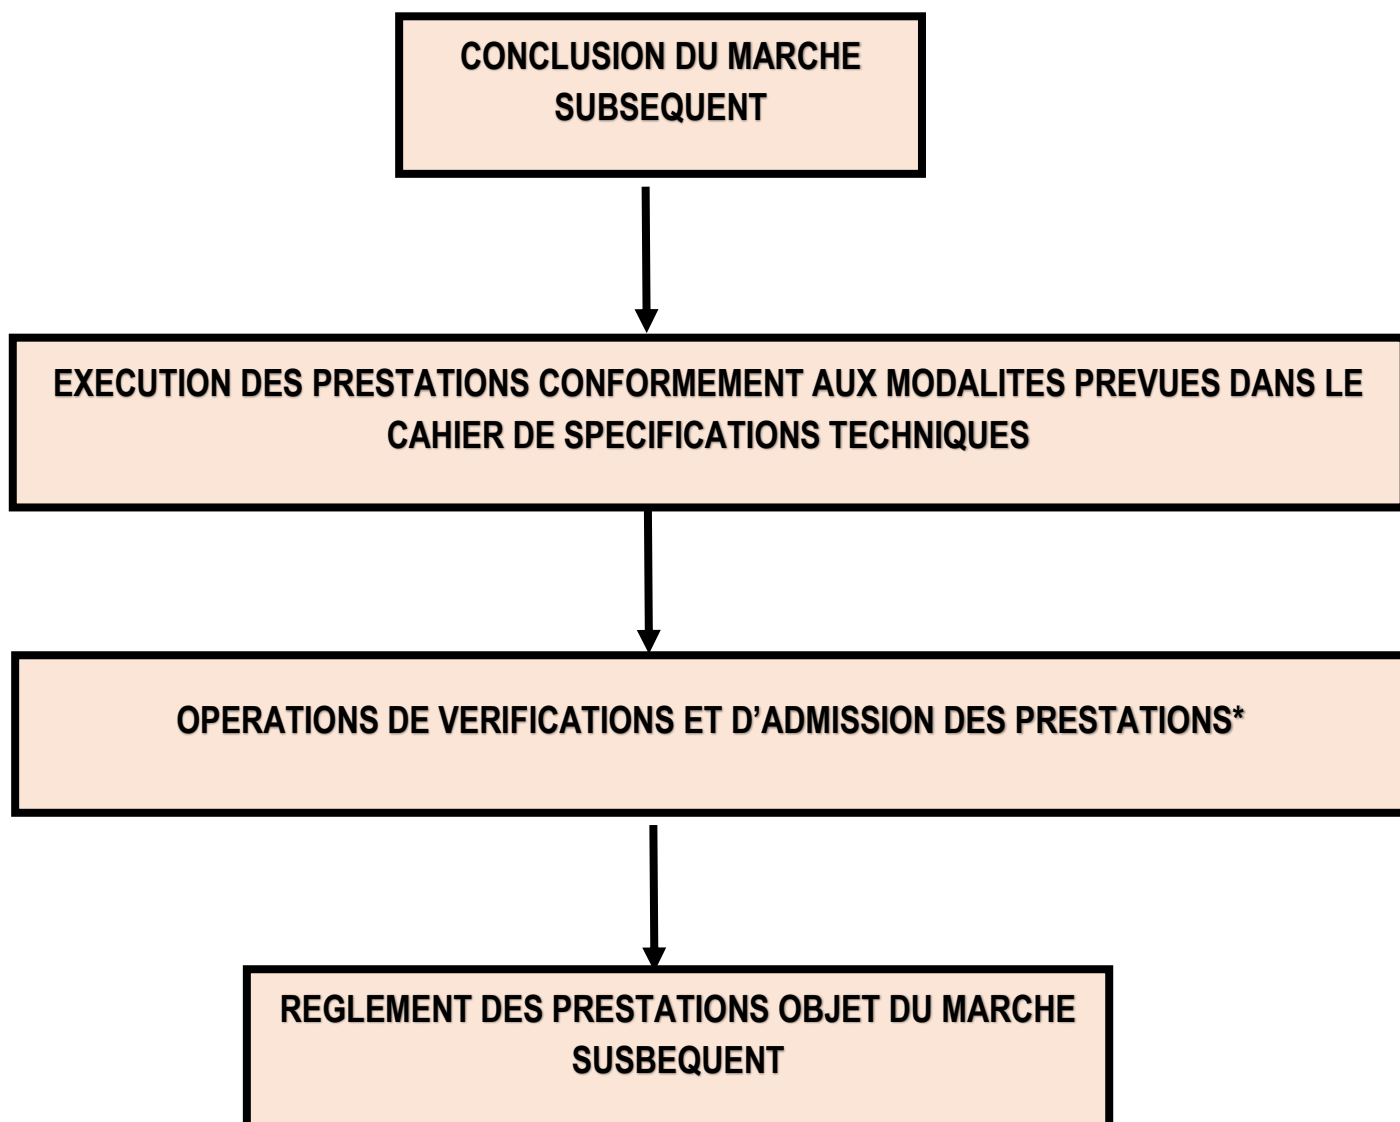 CONCLUSION DU MARCHE
SUBSEQUENT
EXECUTION DES PRESTATIONS CONFORMEMENT AUX MODALITES PREVUES DANS LE
CAHIER DE SPECIFICATIONS TECHNIQUES
OPERATIONS DE VERIFICATIONS ET D’ADMISSION DES PRESTATIONS*
REGLEMENT DES PRESTATIONS OBJET DU MARCHE
SUSBEQUENT